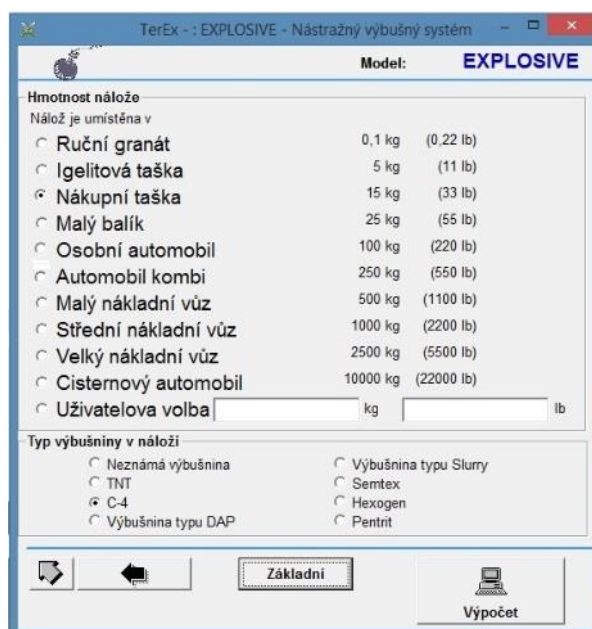 TerEx - : EXPLOSIVE - Nástražný výbušný systém
Model: EXPLOSIVE
Hmotnost nálože
Nálož je umístěna v
Ruční granát 0,1 kg (0,22 lb)
Igelitová taška 5 kg (11 lb)
Nákupní taška 15 kg (33 lb)
Malý balík 25 kg (55 lb)
Osobní automobil 100 kg (220 lb)
Automobil kombi 250 kg (550 lb)
Malý nákladní vůz 500 kg (1100 lb)
Střední nákladní vůz 1000 kg (2200 lb)
Velký nákladní vůz 2500 kg (5500 lb)
Cisternový automobil 10000 kg (22000 lb)
Uživatelova volba kg lb
Typ výbušniny v náloži
Neznámá výbušnina Výbušnina typu Slurry
TNT Semtex
C-4 Hexogen
Výbušnina typu DAP Pentrit
Základní
Výpočet